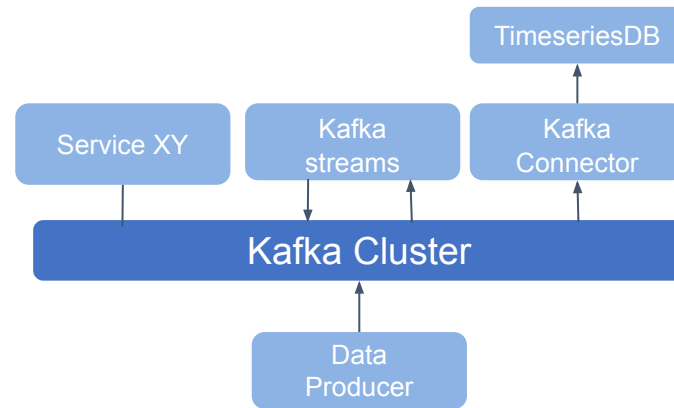 TimeseriesDB
Service XY
Kafka
streams
Kafka
Connector
Kafka Cluster
Data
Producer